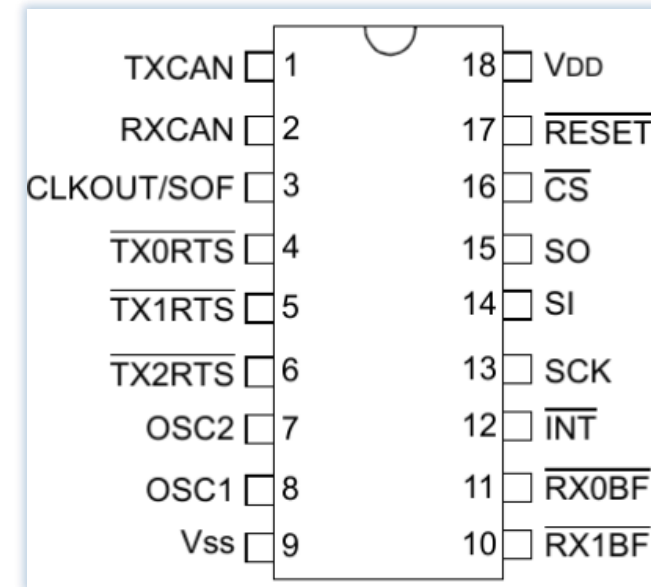 TXCAN 1 18 VDD
RXCAN 2 17 RESET
CLKOUT/SOF 3 16 CS
TX0RTS 4 15 SO
TX1RTS 5 14 SI
TX2RTS 6 13 SCK
OSC2 7 12 INT
OSC1 8 11 RX0BF
Vss 9 10 RX1BF